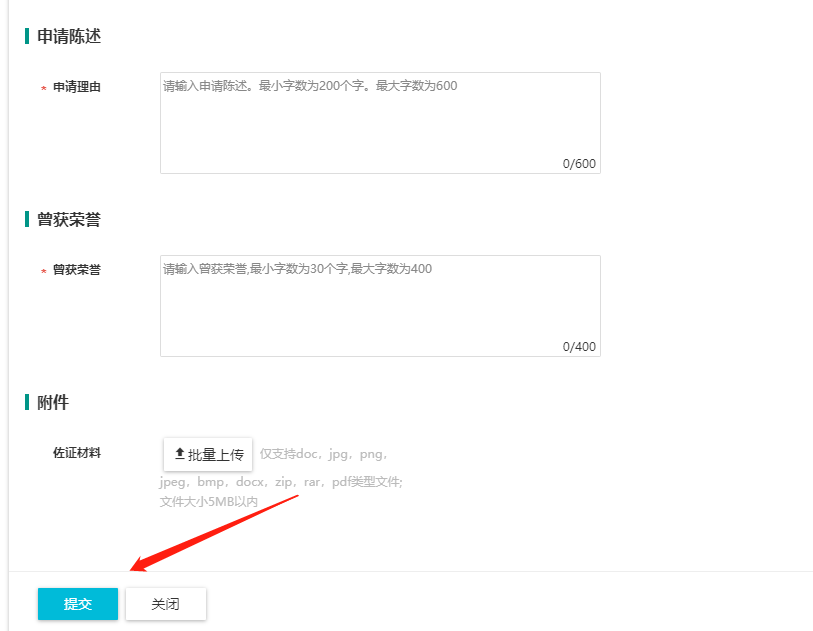 申请陈述
* 申请理由
请输入申请陈述。最小字数为200个字。最大字数为600
0/600
曾获荣誉
* 曾获荣誉
请输入曾获荣誉,最小字数为30个字,最大字数为400
0/400
附件
佐证材料
批量上传 仅支持doc，jpg，png，
jpeg，bmp，docx，zip，rar，pdf类型文件;
文件大小5MB以内
提交 关闭